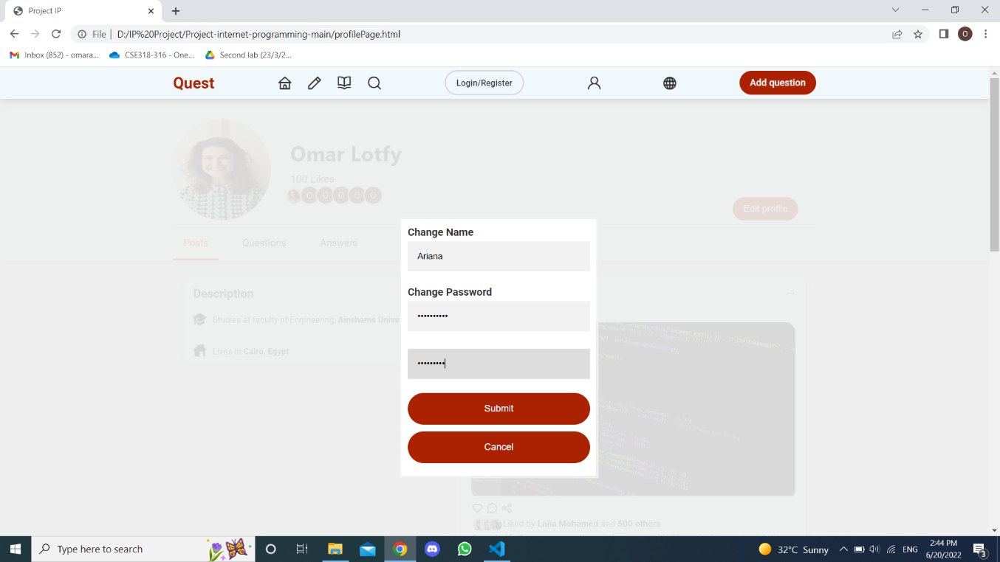 Project IP
File
D:/IP%20Project/Project-internet-programming-main/profilePage.html
O
Inbox (852) - omara...
CSE318-316 - One...
Second lab (23/3/2...
Quest
Login/Register
Add question
Omar Lotfy
100 Likes
O O O O O
Edit profile
Posts
Questions
Answers
Change Name
Ariana
Change Password
••••••••••
•••••••••
Submit
Cancel
Description
Studies at faculty of Engineering, Ainshams Unive
Lives in Cairo, Egypt
Liked by Laila Mohamed and 500 others
Type here to search
32°C Sunny
ENG
2:44 PM
6/20/2022
3